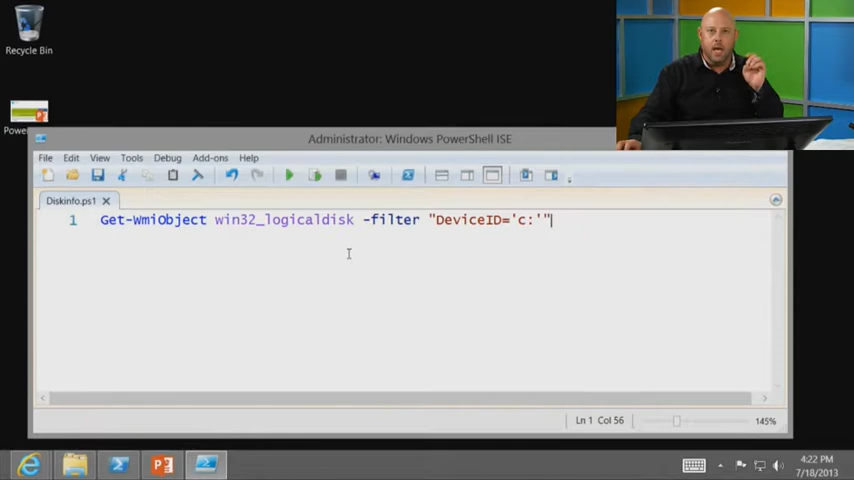 Recycle Bin
Power
Administrator: Windows PowerShell ISE
File Edit View Tools Debug Add-ons Help
Diskinfo.ps1
1 Get-WmiObject win32_logicaldisk -filter "DeviceID='c:'"
Ln 1 Col 56 145%
4:22 PM
7/18/2013